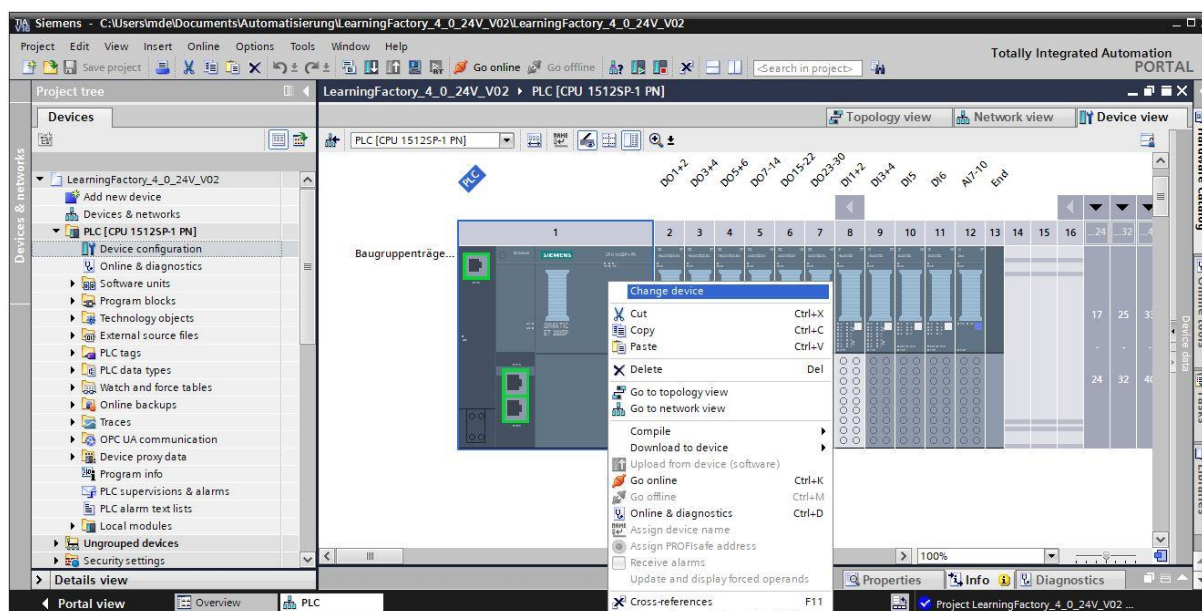 Siemens - C:\Users\mde\Documents\Automatisierung\LearningFactory_4_0_24V_V02\LearningFactory_4_0_24V_V02
Project Edit View Insert Online Options Tools Window Help
Totally Integrated Automation
PORTAL
Save project Go online Go offline <Search in project>
Project tree
LearningFactory_4_0_24V_V02 ▸ PLC [CPU 1512SP-1 PN]
Devices
Topology view Network view Device view
PLC [CPU 1512SP-1 PN]
Devices & networks
LearningFactory_4_0_24V_V02
Add new device
Devices & networks
PLC [CPU 1512SP-1 PN]
Device configuration
Online & diagnostics
Software units
Program blocks
Technology objects
External source files
PLC tags
PLC data types
Watch and force tables
Online backups
Traces
OPC UA communication
Device proxy data
Program info
PLC supervisions & alarms
PLC alarm text lists
Local modules
Ungrouped devices
Security settings
Details view
PLC DO1+2 DO3+4 DO5+6 DO7-14 DO15-22 DO23-30 DI1+2 DI3+4 DI5 DI6 AI7-10 End
1 2 3 4 5 6 7 8 9 10 11 12 13 14 15 16 ...24 ...32
Baugruppenträge...
SIEMENS
SIMATIC
ET 200SP
17 25 33
- - -
24 32 40
Change device
Cut Ctrl+X
Copy Ctrl+C
Paste Ctrl+V
Delete Del
Go to topology view
Go to network view
Compile
Download to device
Upload from device (software)
Go online Ctrl+K
Go offline Ctrl+M
Online & diagnostics Ctrl+D
Assign device name
Assign PROFIsafe address
Receive alarms
Update and display forced operands
Cross-references F11
100%
Properties Info Diagnostics
Hardware catalog
Online tools
Tasks
Libraries
Device data
Portal view Overview PLC
Project LearningFactory_4_0_24V_V02 ...